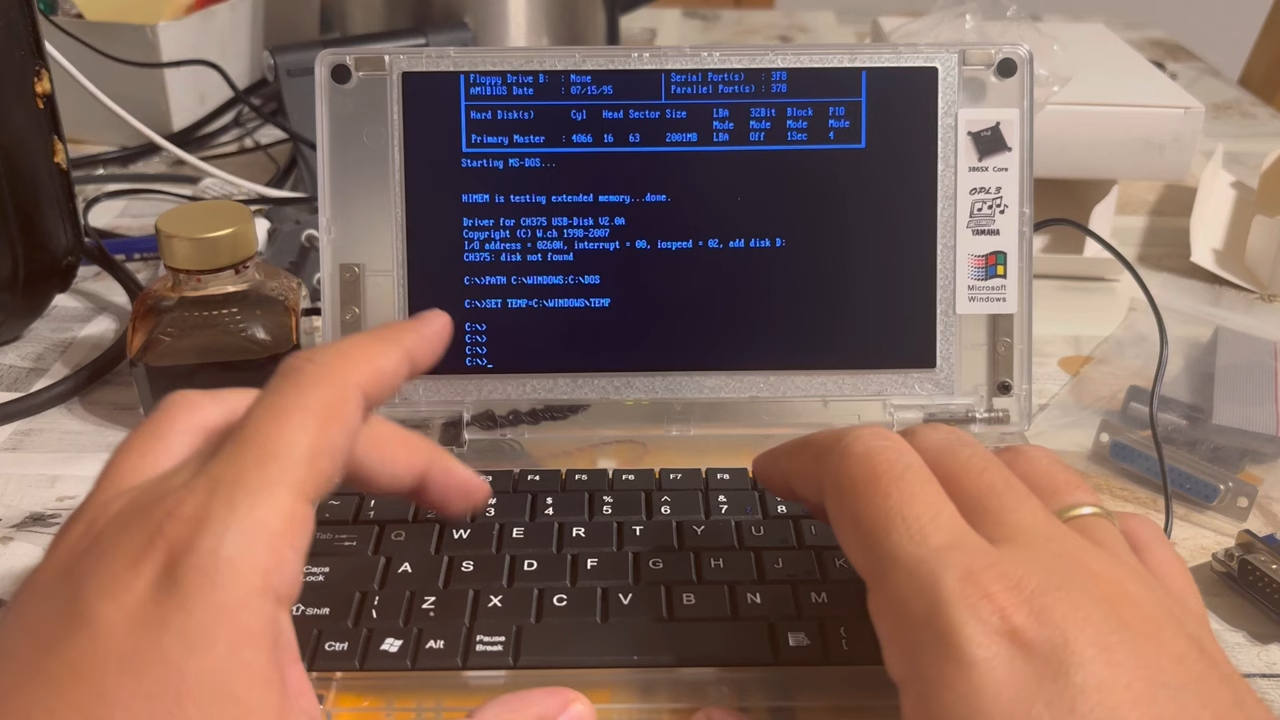 Floppy Drive B: : None Serial Port(s) : 3F8
AMIBIOS Date : 07/15/95 Parallel Port(s) : 378
Hard Disk(s) Cyl Head Sector Size LBA Mode 32Bit Mode Block Mode PIO Mode
Primary Master : 4066 16 63 2001MB LBA Off 1Sec 4
Starting MS-DOS...
HIMEM is testing extended memory...done.
Driver for CH375 USB-Disk V2.0A
Copyright (C) W.ch 1998-2007
I/O address = 0260H, interrupt = 00, iospeed = 02, add disk D:
CH375: disk not found
C:\>PATH C:\WINDOWS;C:\DOS
C:\>SET TEMP=C:\WINDOWS\TEMP
C:\>
C:\>
C:\>
C:\>_
intel
386SX Core
OPL3
YAMAHA
Microsoft
Windows
F3 F4 F5 F6 F7 F8
~ ! # $ % ^ &
1 2 3 4 5 6 7 8
Tab Q W E R T Y U I
Caps Lock A S D F G H J K
Shift | \ Z X C V B N M
Ctrl Alt Pause Break { [